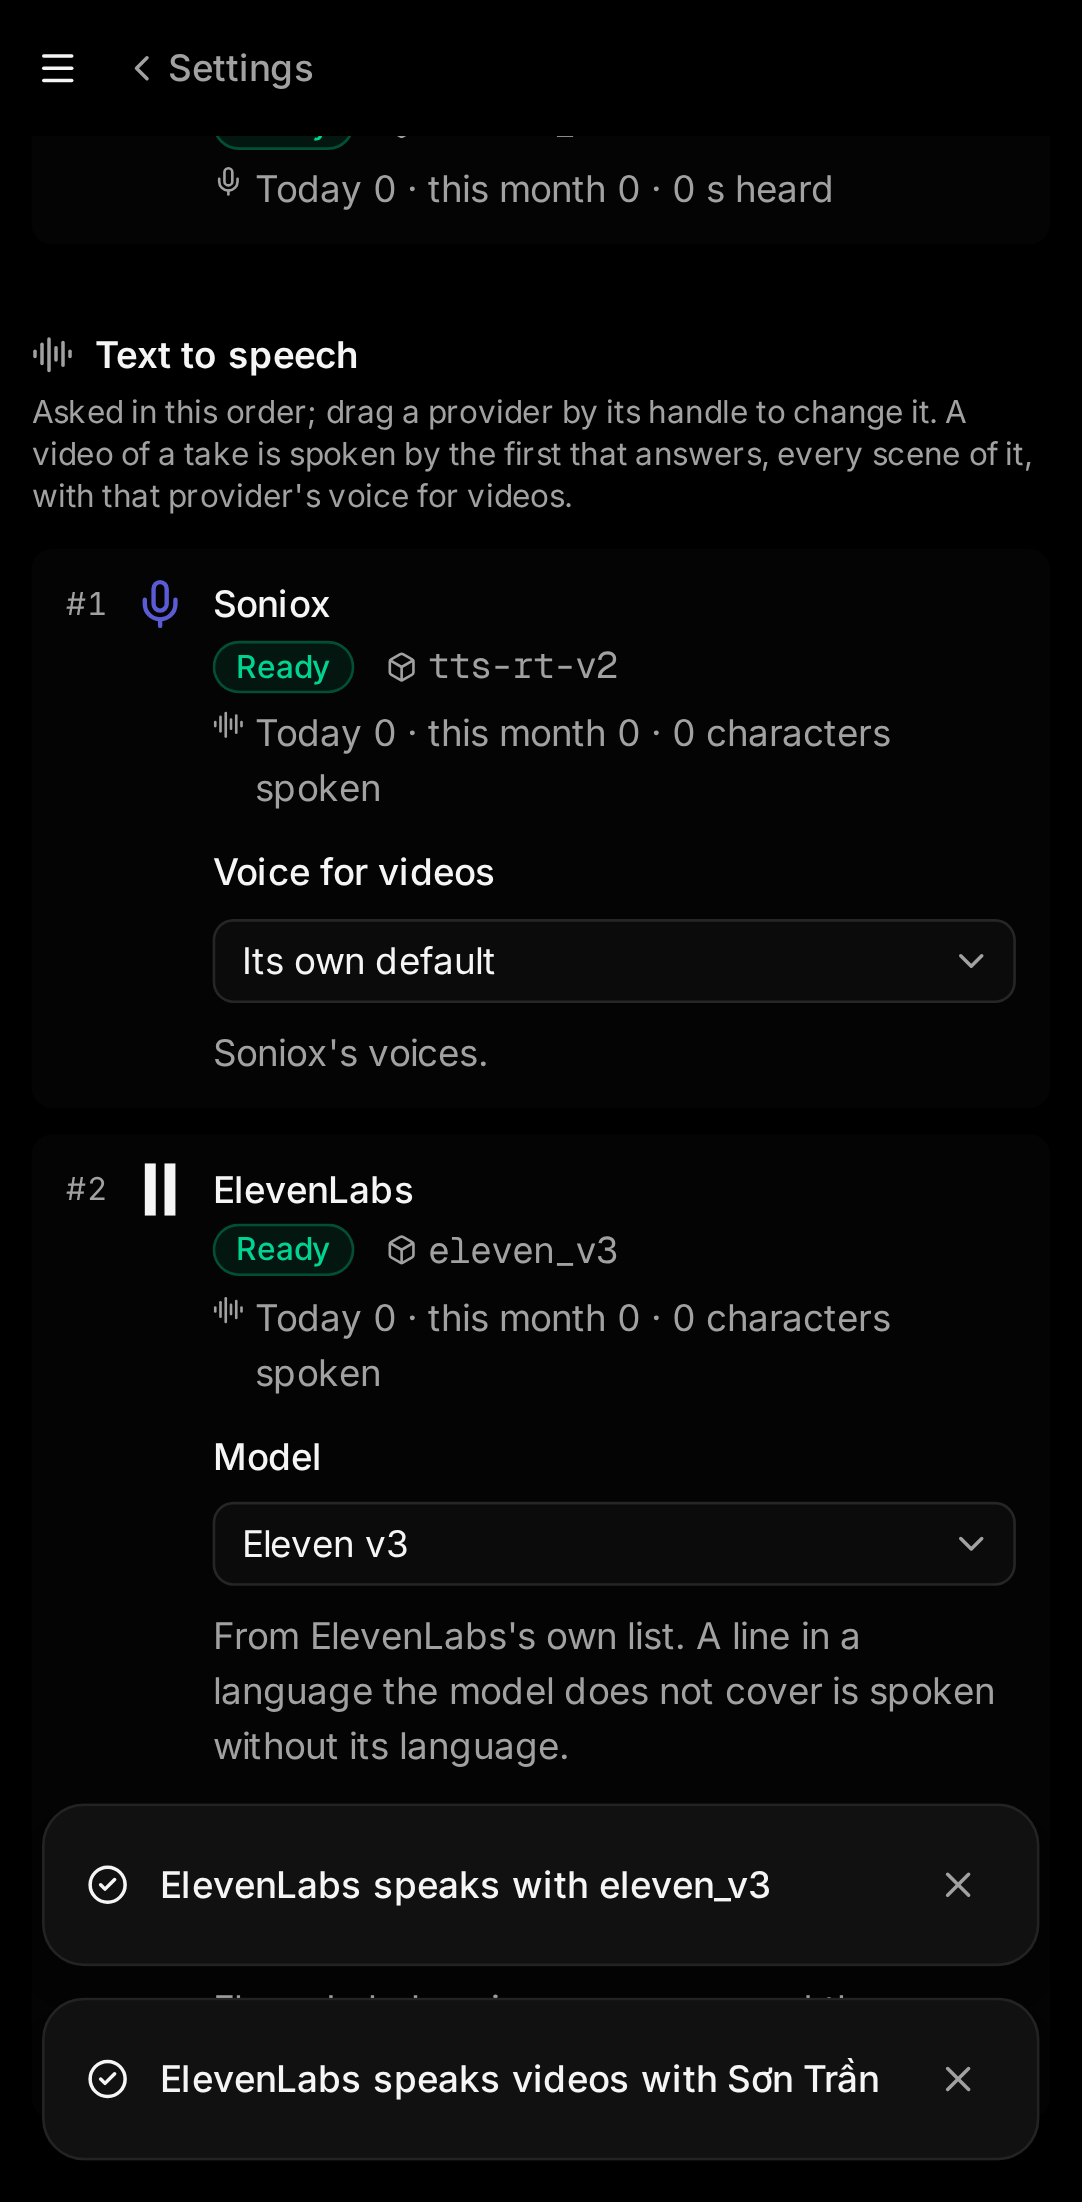 Settings
Today 0 · this month 0 · 0 s heard
Text to speech
Asked in this order; drag a provider by its handle to change it. A
video of a take is spoken by the first that answers, every scene of it,
with that provider's voice for videos.
#1 Soniox
Ready tts-rt-v2
Today 0 · this month 0 · 0 characters
spoken
Voice for videos
Its own default
Soniox's voices.
#2 ElevenLabs
Ready eleven_v3
Today 0 · this month 0 · 0 characters
spoken
Model
Eleven v3
From ElevenLabs's own list. A line in a
language the model does not cover is spoken
without its language.
ElevenLabs speaks with eleven_v3
ElevenLabs speaks videos with Sơn Trần